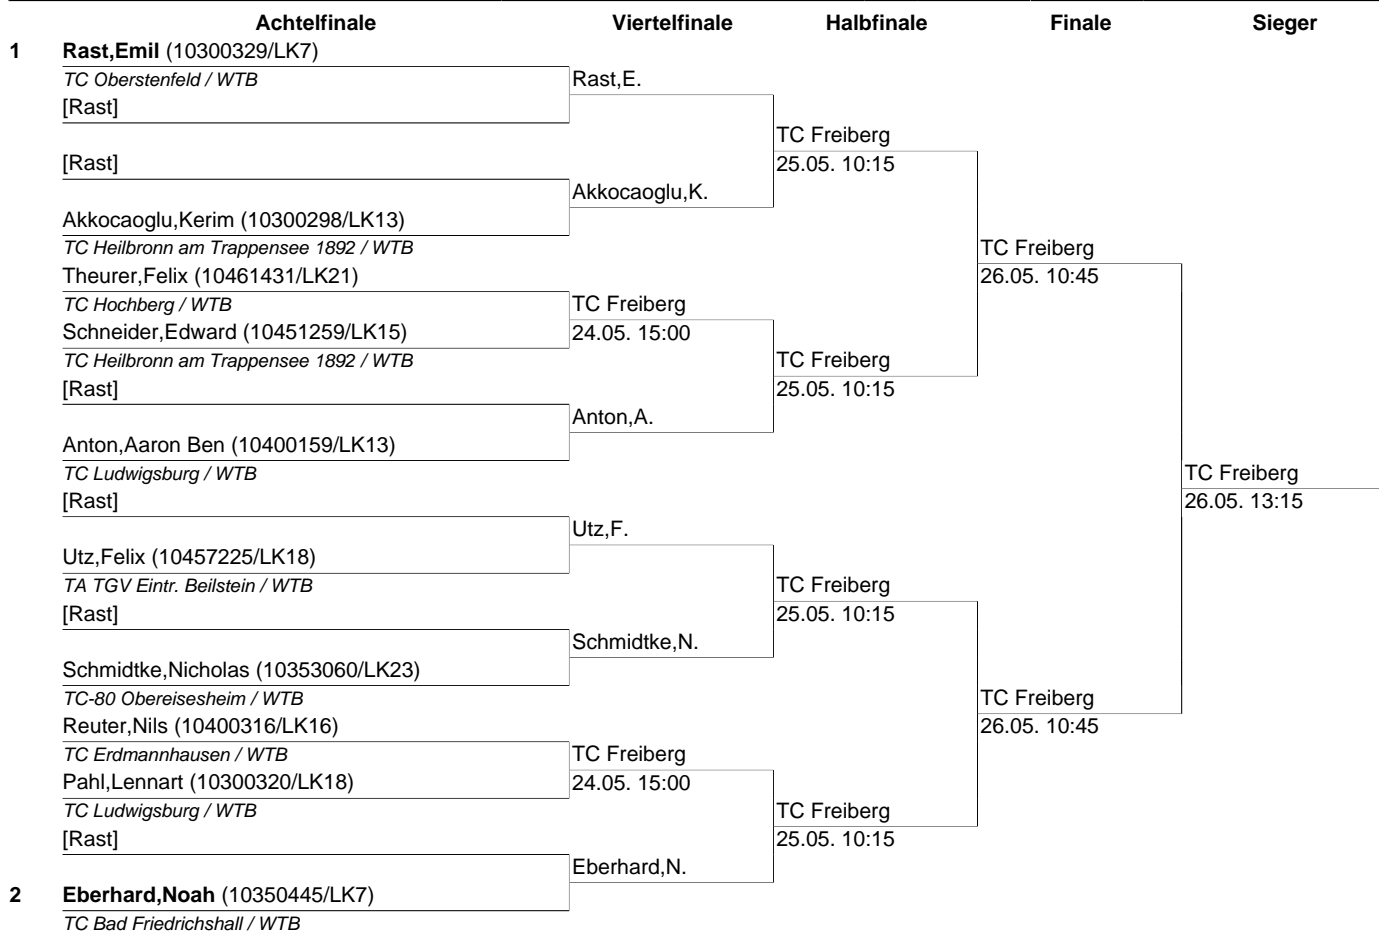 Achtelfinale Viertelfinale Halbfinale Finale Sieger
1 Rast,Emil (10300329/LK7)
TC Oberstenfeld / WTB Rast,E.
[Rast]
TC Freiberg
[Rast] 25.05. 10:15
Akkocaoglu,K.
Akkocaoglu,Kerim (10300298/LK13)
TC Heilbronn am Trappensee 1892 / WTB TC Freiberg
Theurer,Felix (10461431/LK21) 26.05. 10:45
TC Hochberg / WTB TC Freiberg
Schneider,Edward (10451259/LK15) 24.05. 15:00
TC Heilbronn am Trappensee 1892 / WTB TC Freiberg
[Rast] 25.05. 10:15
Anton,A.
Anton,Aaron Ben (10400159/LK13)
TC Ludwigsburg / WTB TC Freiberg
[Rast] 26.05. 13:15
Utz,F.
Utz,Felix (10457225/LK18)
TA TGV Eintr. Beilstein / WTB TC Freiberg
[Rast] 25.05. 10:15
Schmidtke,N.
Schmidtke,Nicholas (10353060/LK23)
TC-80 Obereisesheim / WTB TC Freiberg
Reuter,Nils (10400316/LK16) 26.05. 10:45
TC Erdmannhausen / WTB TC Freiberg
Pahl,Lennart (10300320/LK18) 24.05. 15:00
TC Ludwigsburg / WTB TC Freiberg
[Rast] 25.05. 10:15
Eberhard,N.
2 Eberhard,Noah (10350445/LK7)
TC Bad Friedrichshall / WTB